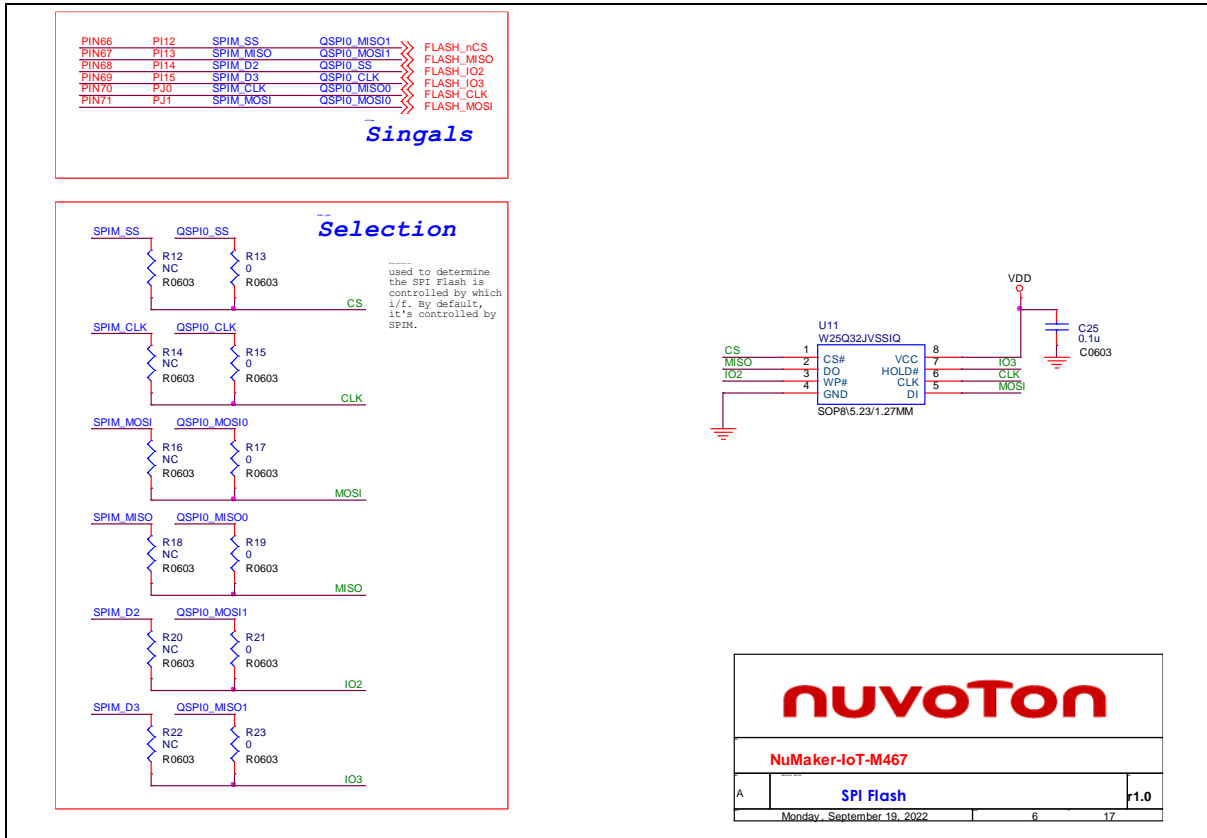 PIN66 PI12 SPIM_SS QSPI0_MISO1 FLASH_nCS
PIN67 PI13 SPIM_MISO QSPI0_MOSI1 FLASH_MISO
PIN68 PI14 SPIM_D2 QSPI0_SS FLASH_IO2
PIN69 PI15 SPIM_D3 QSPI0_CLK FLASH_IO3
PIN70 PJ0 SPIM_CLK QSPI0_MISO0 FLASH_CLK
PIN71 PJ1 SPIM_MOSI QSPI0_MOSI0 FLASH_MOSI
Singals
Selection
used to determine
the SPI Flash is
controlled by which
i/f. By default,
it's controlled by
SPIM.
SPIM_SS QSPI0_SS
R12 R13
NC 0
R0603 R0603
CS
SPIM_CLK QSPI0_CLK
R14 R15
NC 0
R0603 R0603
CLK
SPIM_MOSI QSPI0_MOSI0
R16 R17
NC 0
R0603 R0603
MOSI
SPIM_MISO QSPI0_MISO0
R18 R19
NC 0
R0603 R0603
MISO
SPIM_D2 QSPI0_MOSI1
R20 R21
NC 0
R0603 R0603
IO2
SPIM_D3 QSPI0_MISO1
R22 R23
NC 0
R0603 R0603
IO3
VDD
C25
0.1u
C0603
U11
W25Q32JVSSIQ
CS 1 CS# VCC 8
MISO 2 DO HOLD# 7 IO3
IO2 3 WP# CLK 6 CLK
4 GND DI 5 MOSI
SOP8\5.23/1.27MM
nuvoTon
NuMaker-IoT-M467
A SPI Flash r1.0
Monday, September 19, 2022 6 17